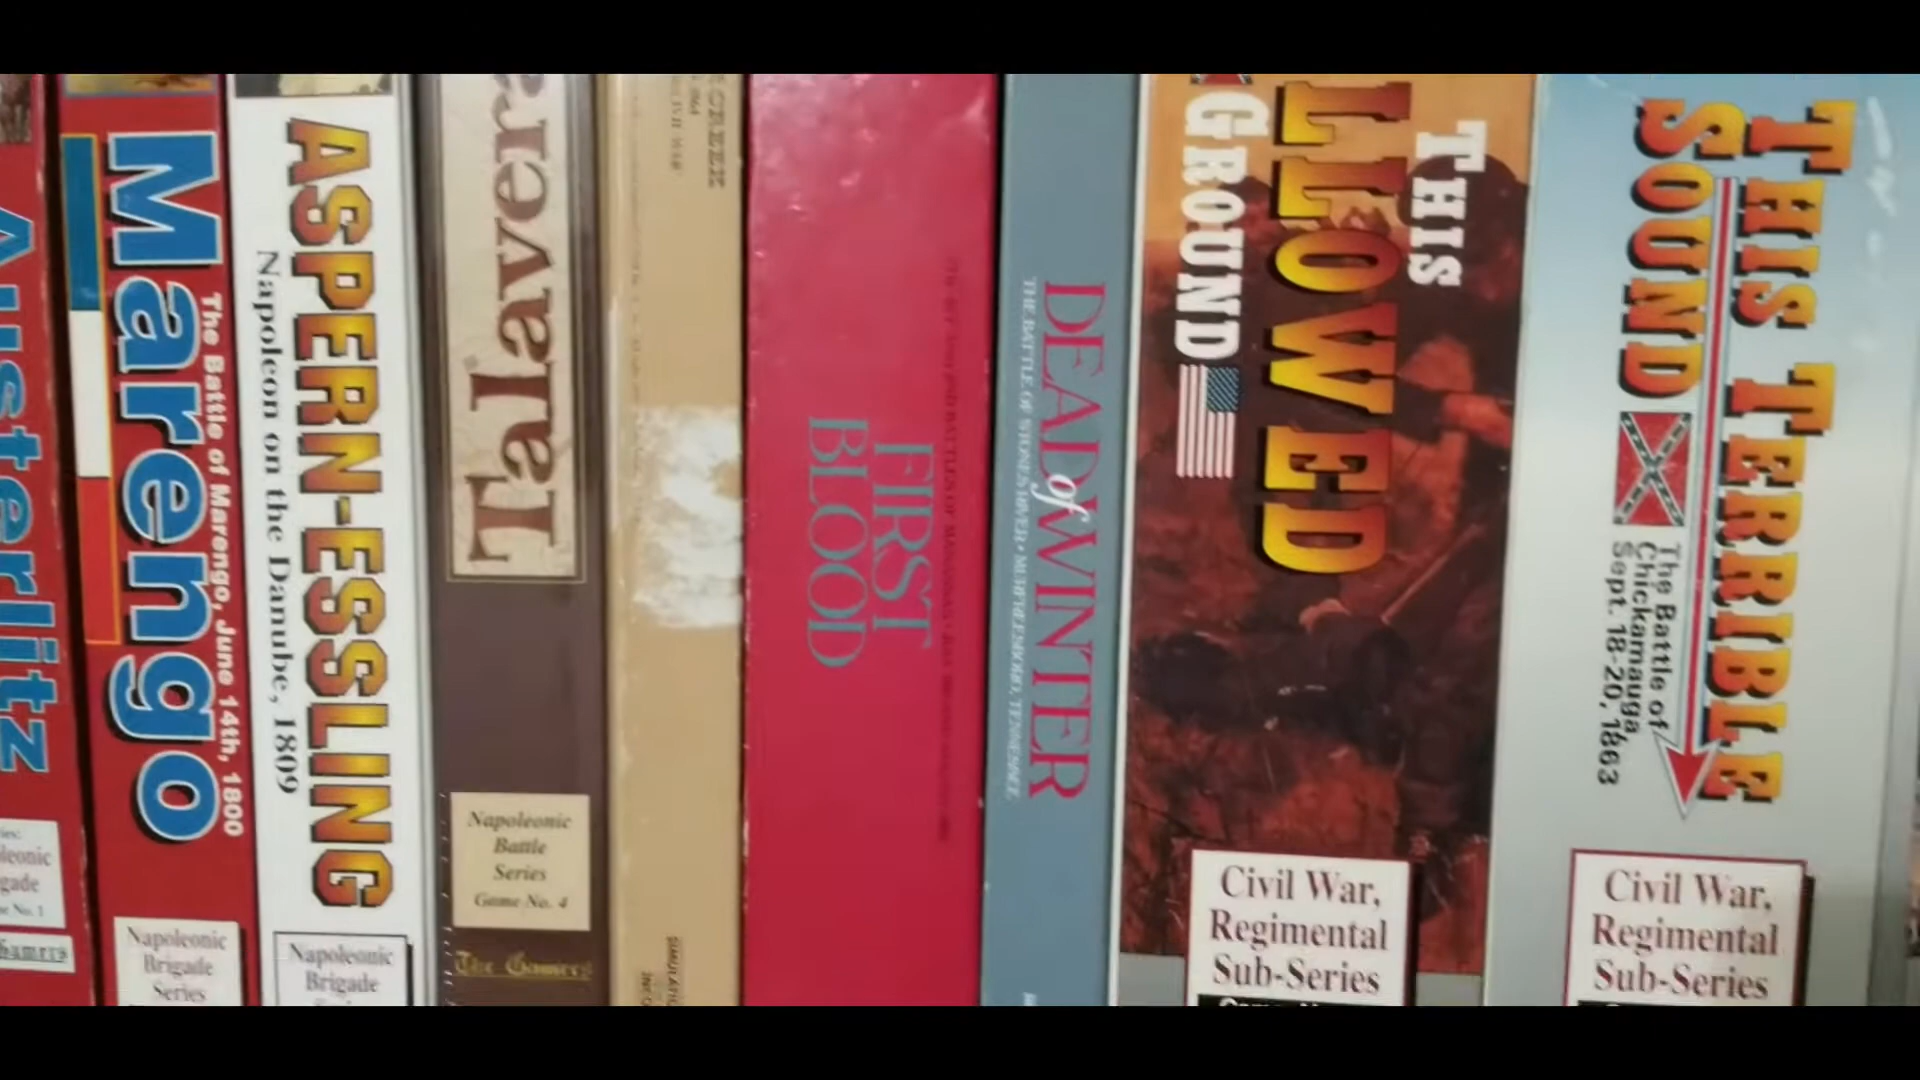 Austerlitz
Marengo
The Battle of Marengo, June 14th, 1800
Napoleonic
Brigade
Series
ASPERN-ESSLING
Napoleon on the Danube, 1809
Napoleonic
Brigade
Talavera
Napoleonic
Battle
Series
Game No. 4
The Gamers
CREEK
FIRST
BLOOD
DEAD of WINTER
THE BATTLE OF STONES RIVER • MURFREESBORO, TENNESSEE
THIS
LLOWED
GROUND
Civil War,
Regimental
Sub-Series
THIS TERRIBLE
SOUND
The Battle of
Chickamauga,
Sept. 18-20, 1863
Civil War,
Regimental
Sub-Series